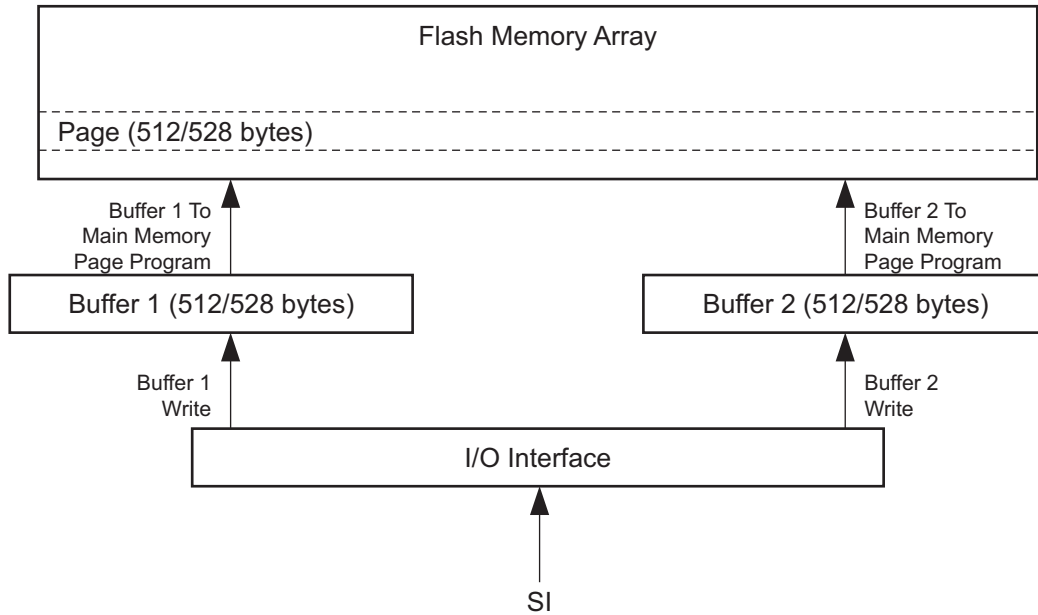 Flash Memory Array
Page (512/528 bytes)
Buffer 1 To
Main Memory
Page Program
Buffer 2 To
Main Memory
Page Program
Buffer 1 (512/528 bytes)
Buffer 2 (512/528 bytes)
Buffer 1
Write
Buffer 2
Write
I/O Interface
SI